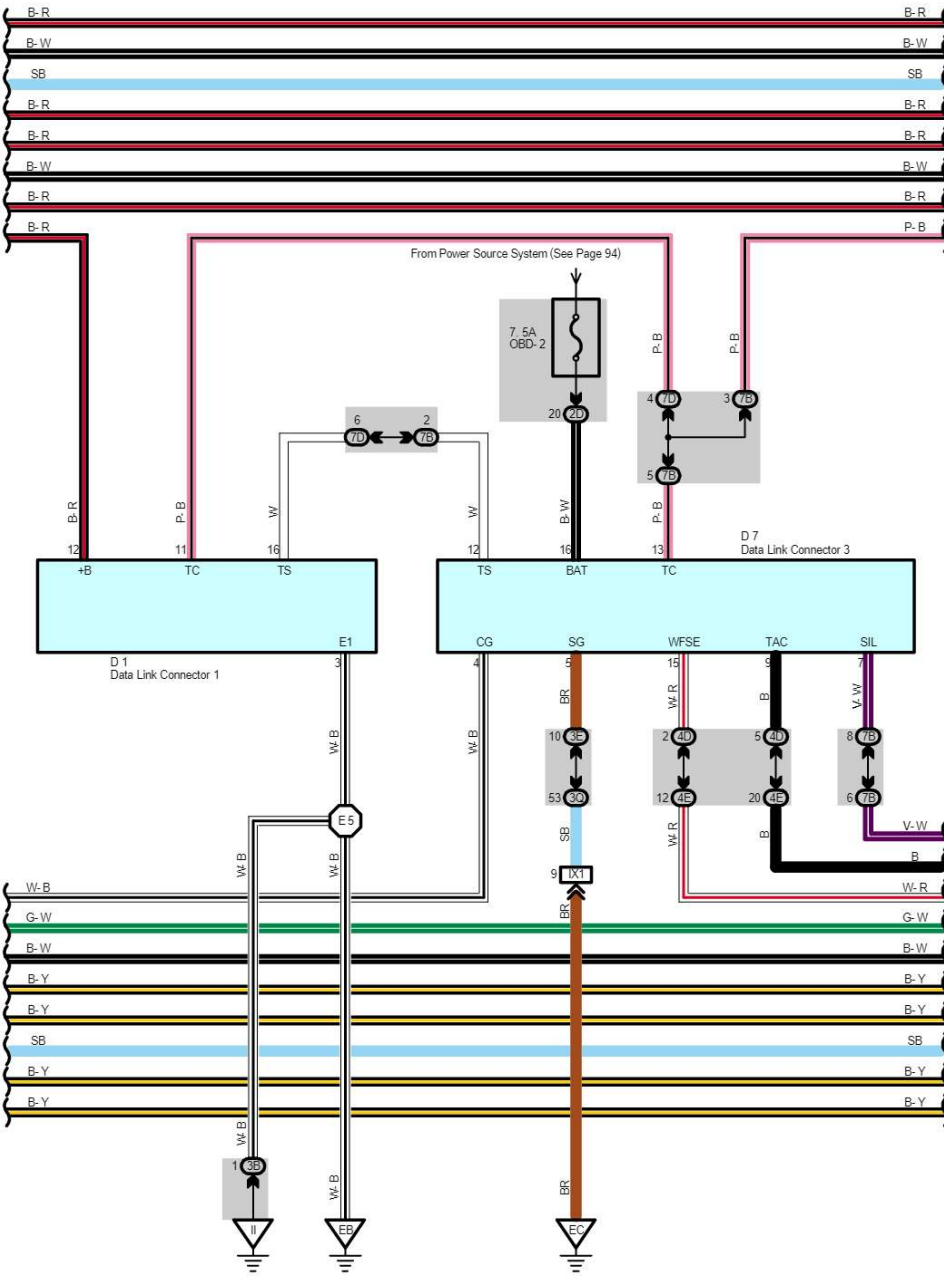 B- R B- R
B- W B- W
SB SB
B- R B- R
B- R B- R
B- W B- W
B- R B- R
B- R P- B
From Power Source System (See Page 94)
7. 5A
OBD- 2
P- B P- B
4 7D 3 7B
20 2D
6 2
7D 7B
5 7B
B- R P- B W W B- W P- B
D 7
Data Link Connector 3
12 11 16 12 16 13
+B TC TS TS BAT TC
E1 CG SG WFSE TAC SIL
3 4 5 15 9 7
D 1
Data Link Connector 1
BR W- R B V- W
W- B W- B
10 3E 2 4D 5 4D 8 7B
53 3Q 12 4E 20 4E 6 7B
E 5
SB W- R B
V- W
W- B W- B
B
9 IX1
W- B W- R
BR
G- W G- W
B- W B- W
B- Y B- Y
B- Y B- Y
SB SB
B- Y B- Y
B- Y B- Y
W- B
1 3B
W- B BR
II EB EC